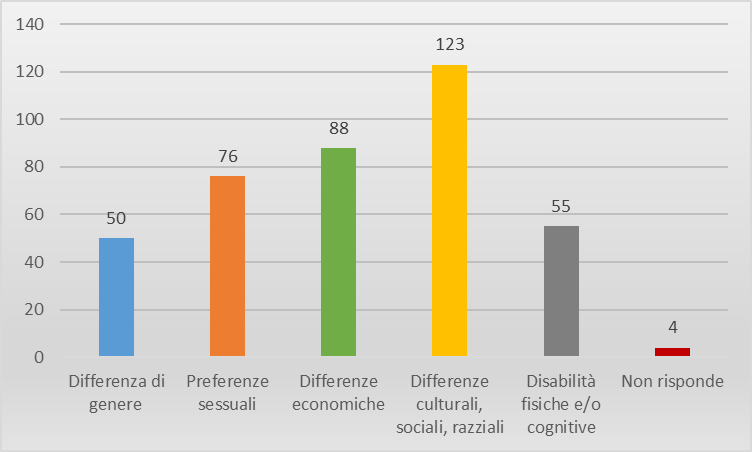 140
120
100
80
60
40
20
0
50
76
88
123
55
4
Differenza di
genere
Preferenze
sessuali
Differenze
economiche
Differenze
culturali,
sociali, razziali
Disabilità
fisiche e/o
cognitive
Non risponde